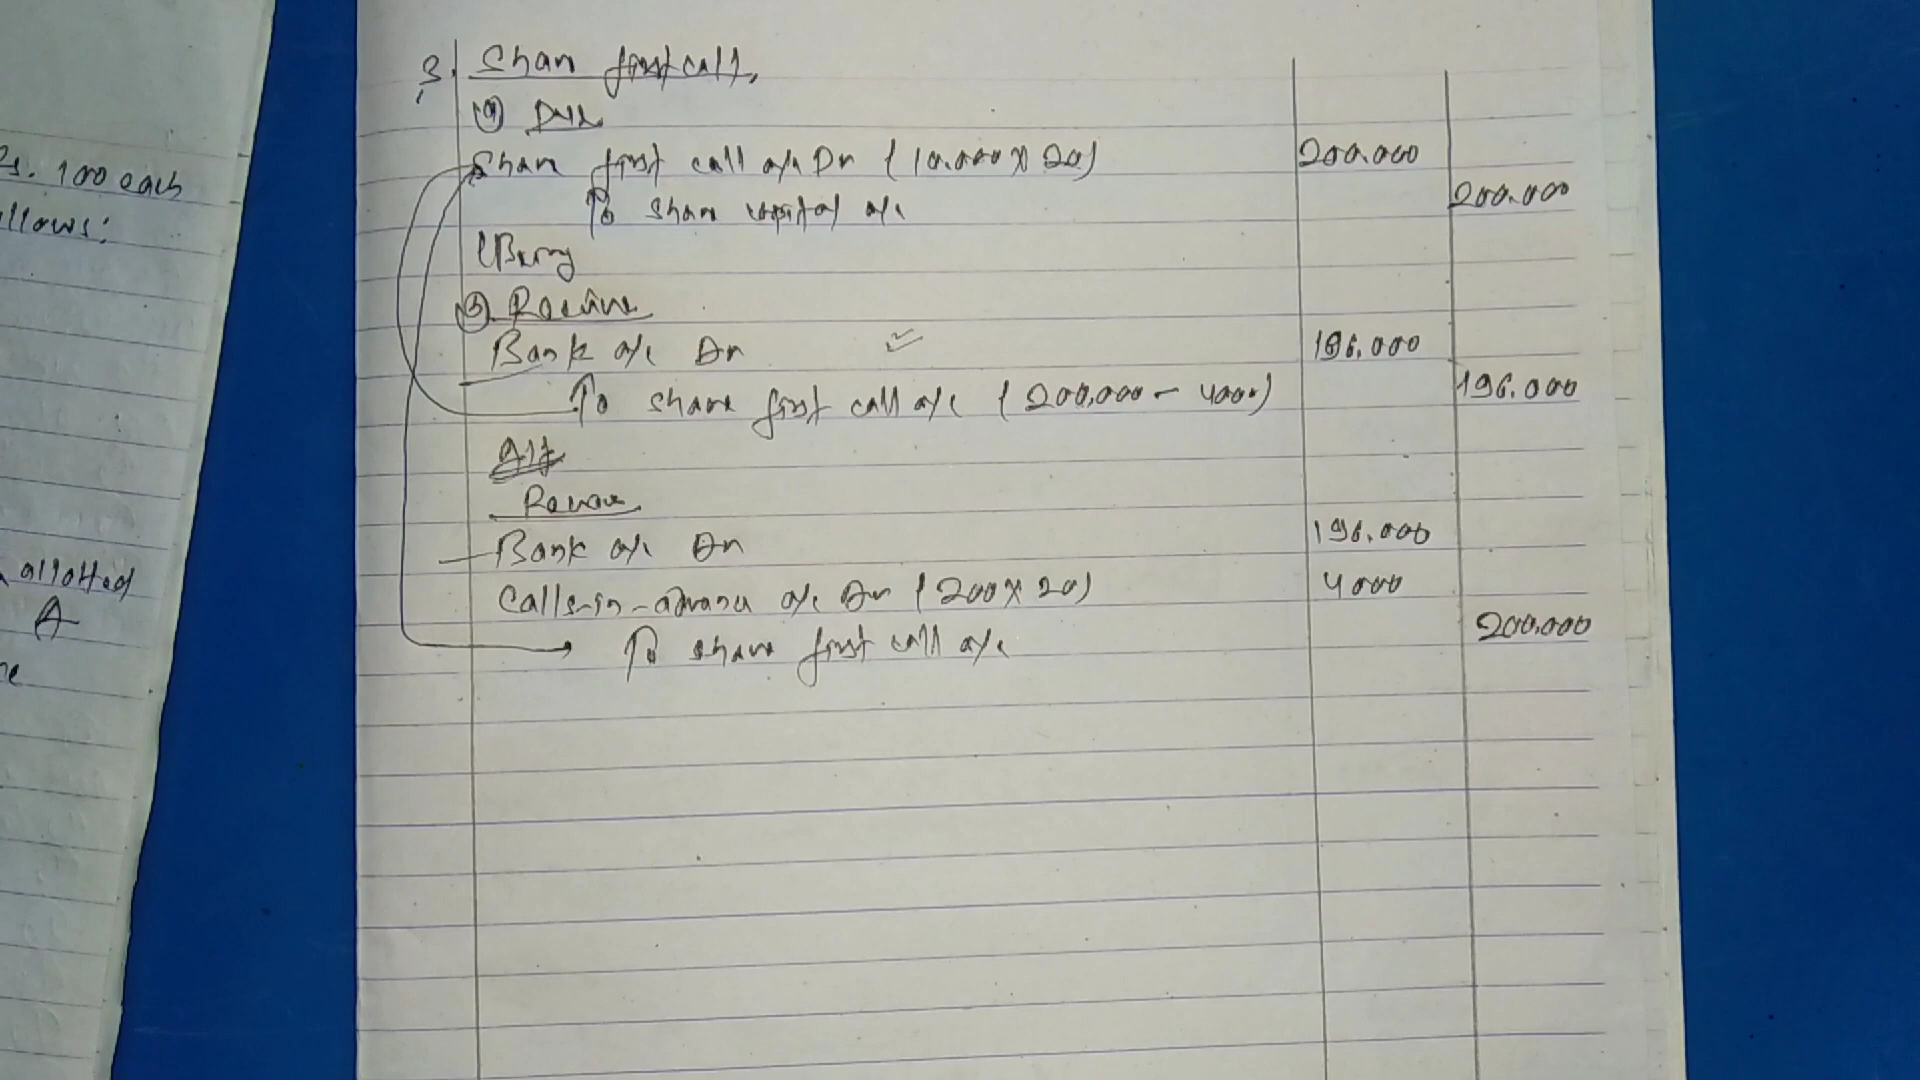 Rs. 100 each
llows:
allotted
A
3. Share first call,
(a) Due
Share first call a/c Dr (10,000 X 20) 200,000
To share capital a/c 200,000
(Being
(b) Receive
Bank a/c Dr 196,000
To share first call a/c (200,000 - 4000) 196,000
Alt
Receive
Bank a/c Dr 196,000
Calls-in-advance a/c Dr (200 X 20) 4000
To share first call a/c 200,000